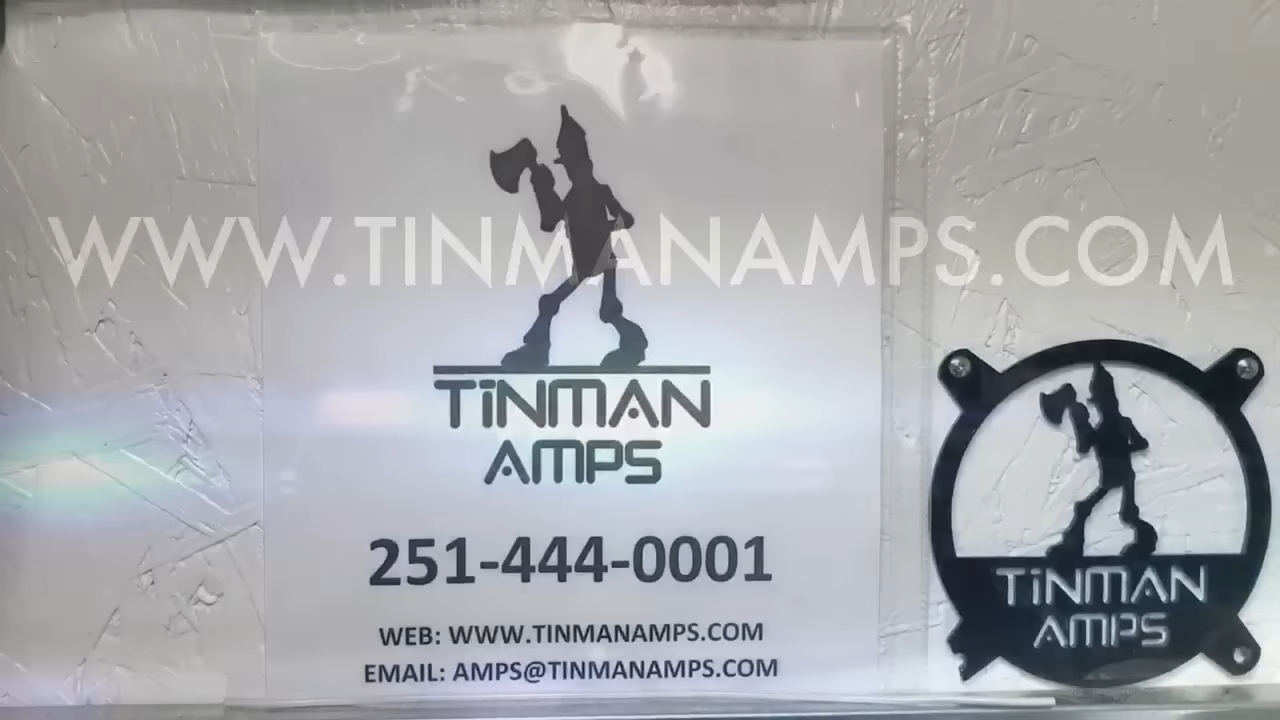 WWW.TINMANAMPS.COM
TiNMAN
AMPS
251-444-0001
WEB: WWW.TINMANAMPS.COM
EMAIL: AMPS@TINMANAMPS.COM
TiNMAN
AMPS